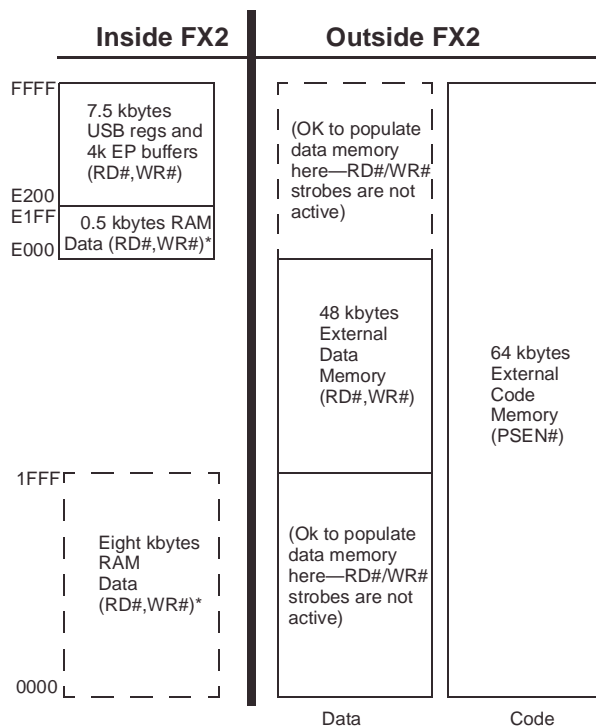 Inside FX2
Outside FX2
FFFF
7.5 kbytes
USB regs and
4k EP buffers
(RD#,WR#)
E200
E1FF
0.5 kbytes RAM
Data (RD#,WR#)*
E000
(OK to populate
data memory
here—RD#/WR#
strobes are not
active)
48 kbytes
External
Data
Memory
(RD#,WR#)
64 kbytes
External
Code
Memory
(PSEN#)
1FFF
Eight kbytes
RAM
Data
(RD#,WR#)*
0000
(Ok to populate
data memory
here—RD#/WR#
strobes are not
active)
Data
Code